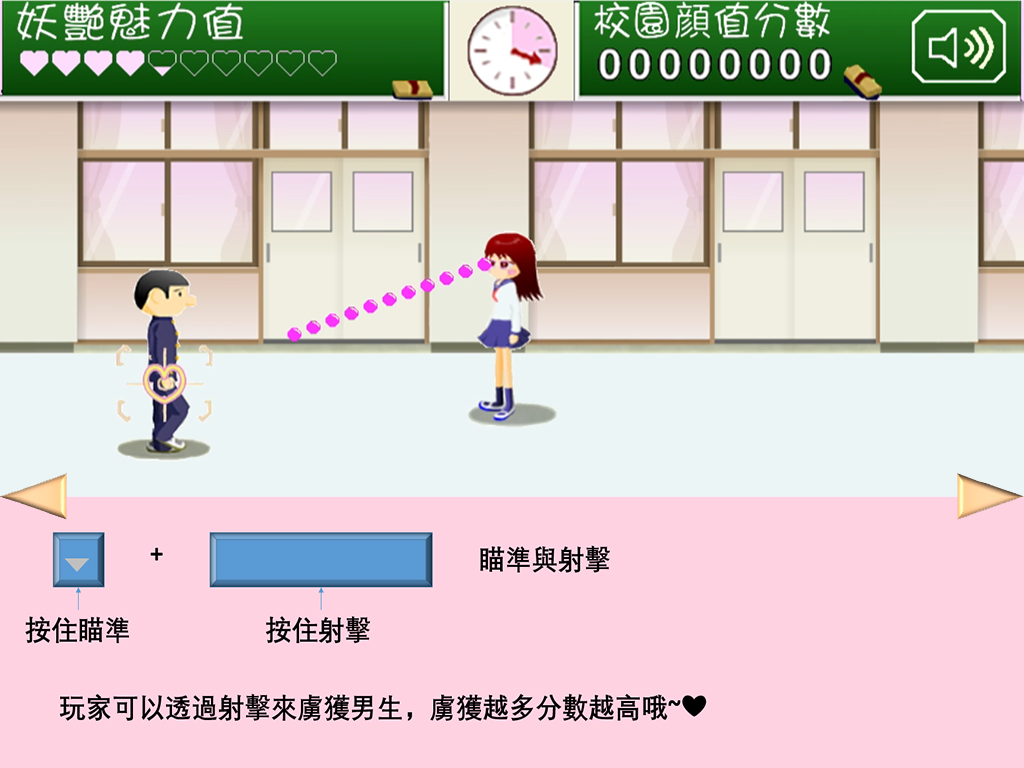 妖艷魅力值
校園顔值分數
00000000
+
瞄準與射擊
按住瞄準
按住射擊
玩家可以透過射擊來虜獲男生，虜獲越多分數越高哦~♥